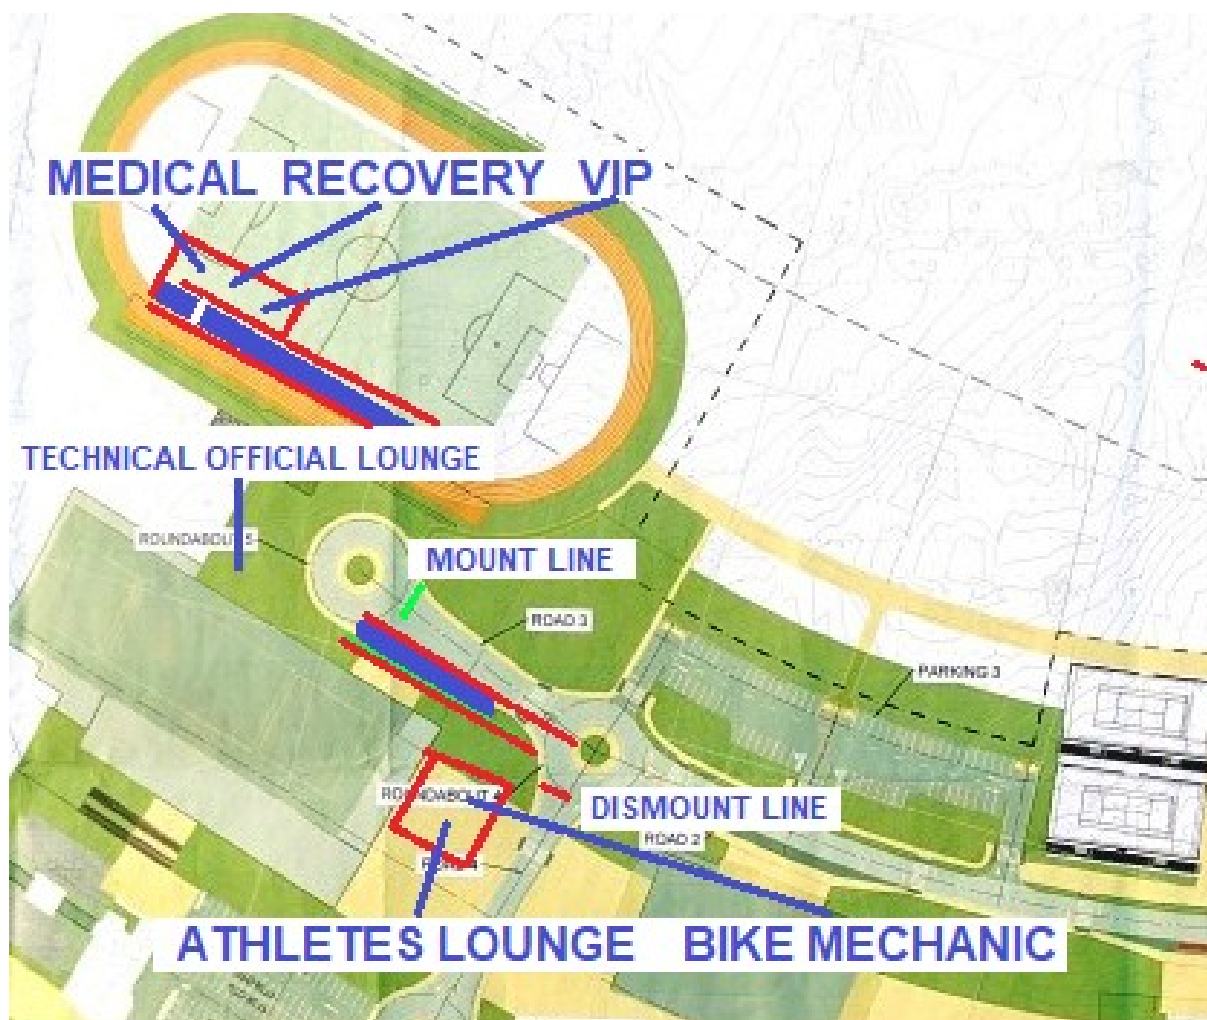 MEDICAL RECOVERY VIP
TECHNICAL OFFICIAL LOUNGE
ROUNDABOUT 5
MOUNT LINE
ROAD 3
PARKING 3
ROUNDABOUT 4
DISMOUNT LINE
ROAD 2
ATHLETES LOUNGE BIKE MECHANIC